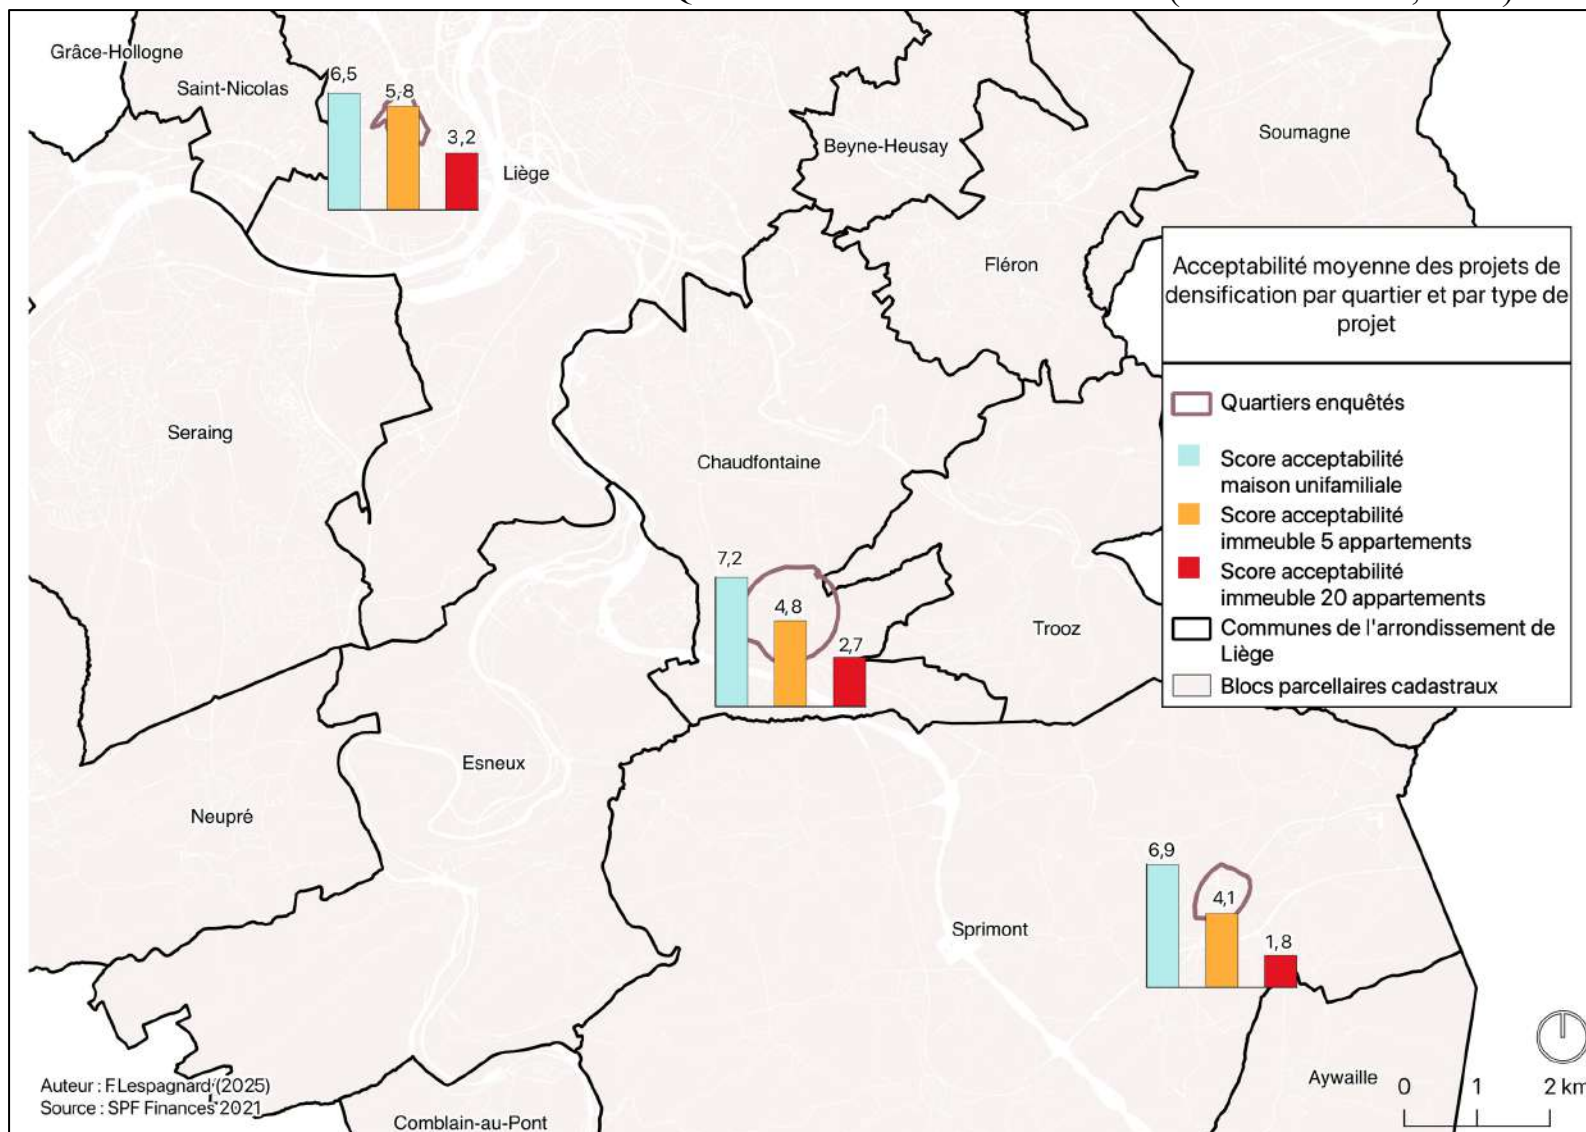 Grâce-Hollogne
Saint-Nicolas
6,5
5,8
3,2
Liège
Beyne-Heusay
Soumagne
Fléron
Acceptabilité moyenne des projets de
densification par quartier et par type de
projet
Quartiers enquêtés
Score acceptabilité
maison unifamiliale
Score acceptabilité
immeuble 5 appartements
Score acceptabilité
immeuble 20 appartements
Communes de l'arrondissement de
Liège
Blocs parcellaires cadastraux
Seraing
Chaudfontaine
7,2
4,8
2,7
Trooz
Esneux
Neupré
6,9
4,1
1,8
Sprimont
Aywaille
0 1 2 km
Auteur : F.Lespagnard (2025)
Source : SPF Finances 2021
Comblain-au-Pont